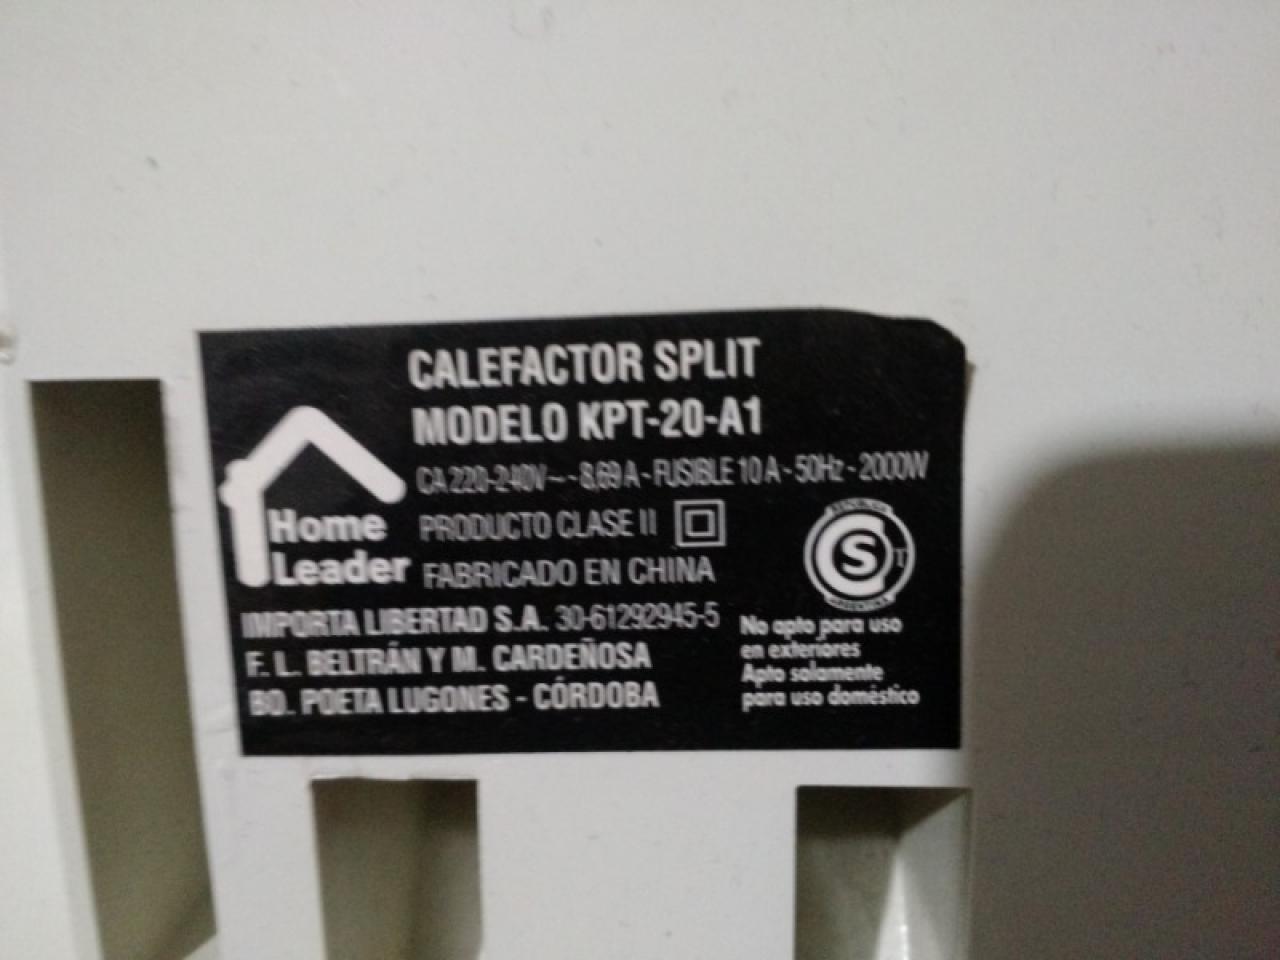 CALEFACTOR SPLIT
MODELO KPT-20-A1
CA 220-240V~ - 8,69 A - FUSIBLE 10 A - 50Hz - 2000W
PRODUCTO CLASE II
FABRICADO EN CHINA
Home
Leader
IMPORTA LIBERTAD S.A. 30-61292945-5
F. L. BELTRÁN Y M. CARDEÑOSA
BO. POETA LUGONES - CÓRDOBA
S
ARGENTINA
No apto para uso
en exteriores
Apto solamente
para uso doméstico